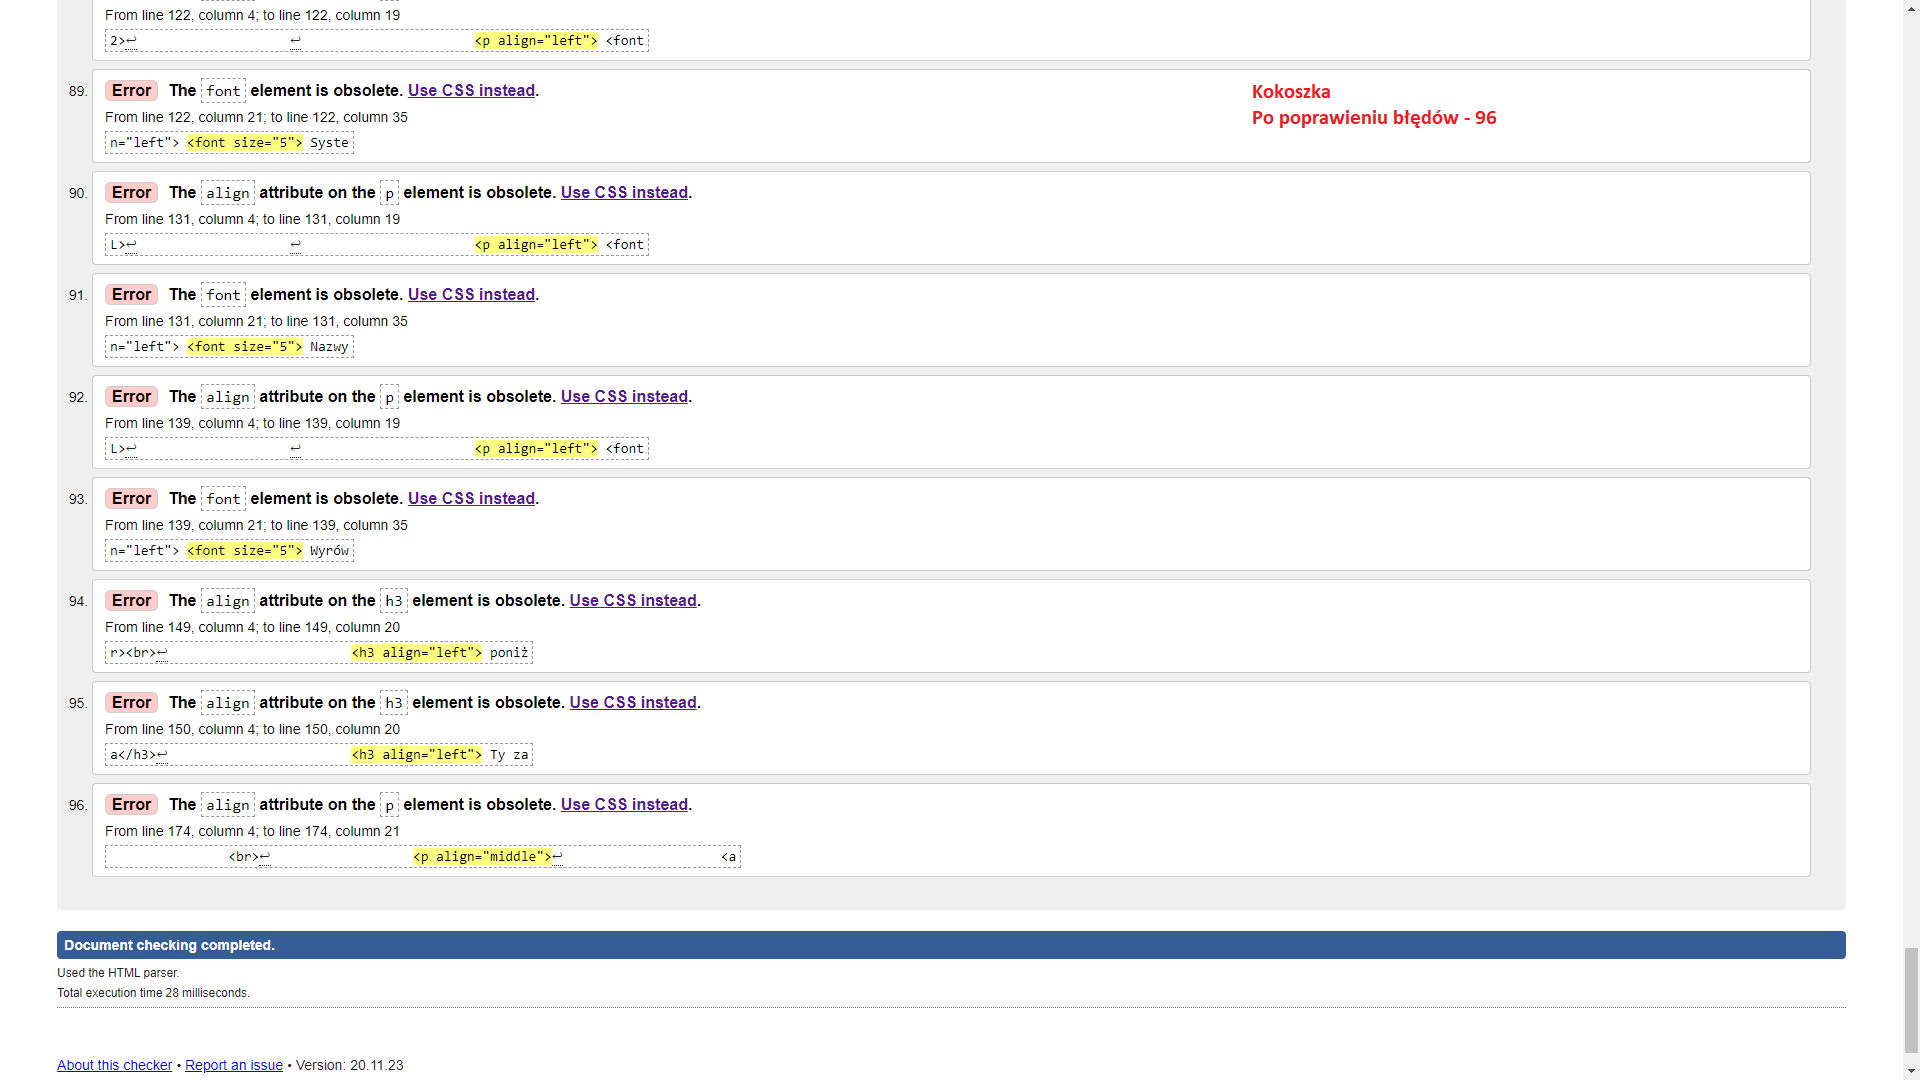 From line 122, column 4; to line 122, column 19
2>↩ ↩ <p align="left"> <font
89. Error The font element is obsolete. Use CSS instead.
From line 122, column 21; to line 122, column 35
n="left"> <font size="5"> Syste
Kokoszka
Po poprawieniu błędów - 96
90. Error The align attribute on the p element is obsolete. Use CSS instead.
From line 131, column 4; to line 131, column 19
L>↩ ↩ <p align="left"> <font
91. Error The font element is obsolete. Use CSS instead.
From line 131, column 21; to line 131, column 35
n="left"> <font size="5"> Nazwy
92. Error The align attribute on the p element is obsolete. Use CSS instead.
From line 139, column 4; to line 139, column 19
L>↩ ↩ <p align="left"> <font
93. Error The font element is obsolete. Use CSS instead.
From line 139, column 21; to line 139, column 35
n="left"> <font size="5"> Wyrów
94. Error The align attribute on the h3 element is obsolete. Use CSS instead.
From line 149, column 4; to line 149, column 20
r><br>↩ <h3 align="left"> poniż
95. Error The align attribute on the h3 element is obsolete. Use CSS instead.
From line 150, column 4; to line 150, column 20
a</h3>↩ <h3 align="left"> Ty za
96. Error The align attribute on the p element is obsolete. Use CSS instead.
From line 174, column 4; to line 174, column 21
<br>↩ <p align="middle">↩ <a
Document checking completed.
Used the HTML parser.
Total execution time 28 milliseconds.
About this checker • Report an issue • Version: 20.11.23